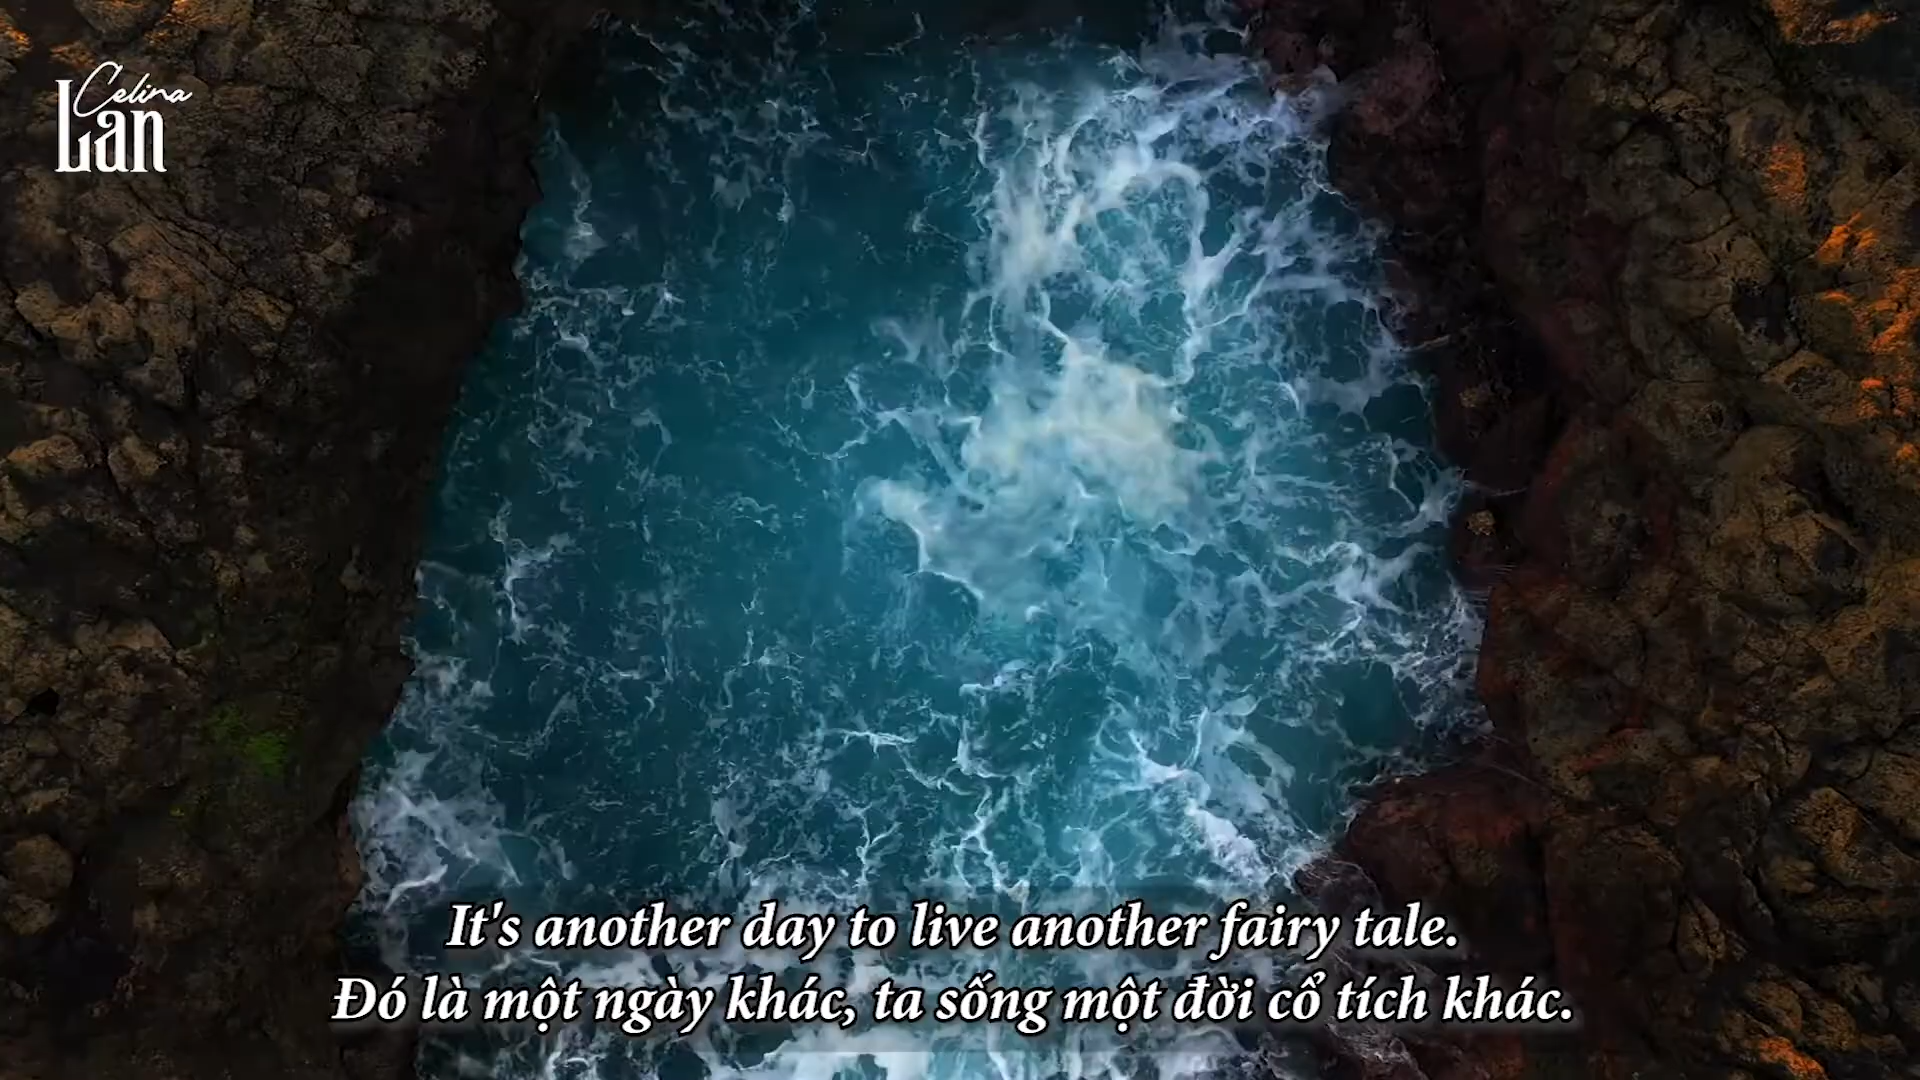 Celina
Lan
It's another day to live another fairy tale.
Đó là một ngày khác, ta sống một đời cổ tích khác.